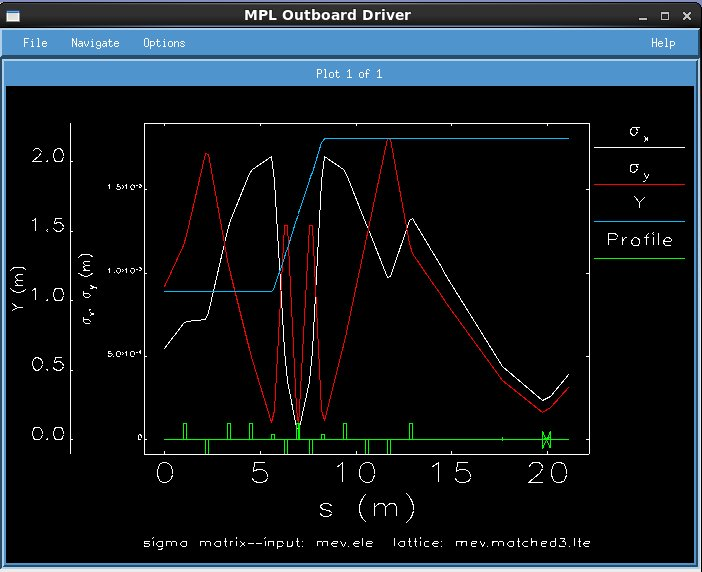 MPL Outboard Driver
File Navigate Options Help
Plot 1 of 1
σx
σy
Y
Profile
Y (m)
2.0
1.5
1.0
0.5
0.0
σx, σy (m)
0
0 5 10 15 20
s (m)
sigma matrix--input: mev.ele lattice: mev.matched3.lte